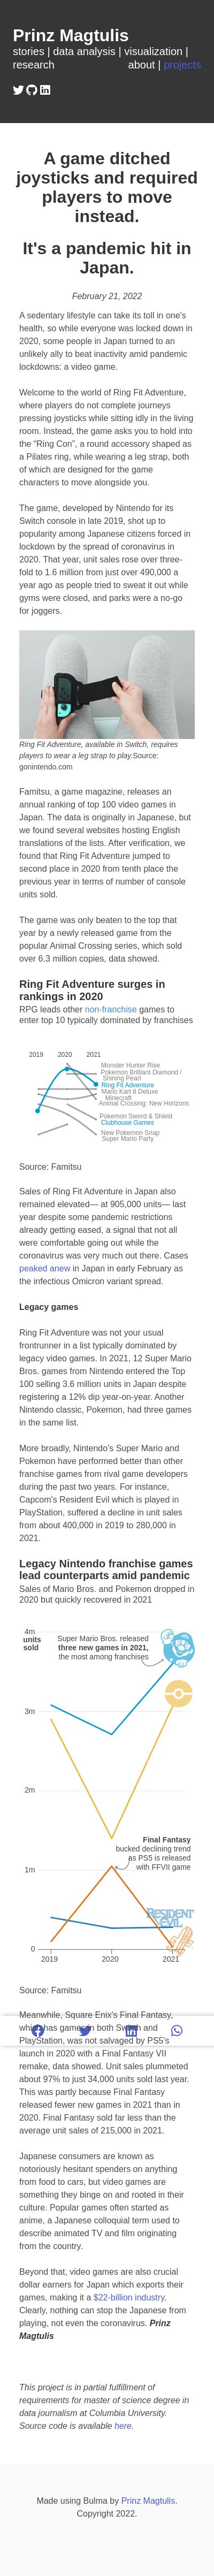 Prinz Magtulis
stories | data analysis | visualization |
research
about | projects
A game ditched
joysticks and required
players to move
instead.
It's a pandemic hit in
Japan.
February 21, 2022
A sedentary lifestyle can take its toll in one's
health, so while everyone was locked down in
2020, some people in Japan turned to an
unlikely ally to beat inactivity amid pandemic
lockdowns: a video game.
Welcome to the world of Ring Fit Adventure,
where players do not complete journeys
pressing joysticks while sitting idly in the living
room. Instead, the game asks you to hold into
the “Ring Con”, a round accessory shaped as
a Pilates ring, while wearing a leg strap, both
of which are designed for the game
characters to move alongside you.
The game, developed by Nintendo for its
Switch console in late 2019, shot up to
popularity among Japanese citizens forced in
lockdown by the spread of coronavirus in
2020. That year, unit sales rose over three-
fold to 1.6 million from just over 490,000 a
year ago as people tried to sweat it out while
gyms were closed, and parks were a no-go
for joggers.
Ring Fit Adventure, available in Switch, requires
players to wear a leg strap to play.Source:
gonintendo.com
Famitsu, a game magazine, releases an
annual ranking of top 100 video games in
Japan. The data is originally in Japanese, but
we found several websites hosting English
translations of the lists. After verification, we
found that Ring Fit Adventure jumped to
second place in 2020 from tenth place the
previous year in terms of number of console
units sold.
The game was only beaten to the top that
year by a newly released game from the
popular Animal Crossing series, which sold
over 6.3 million copies, data showed.
Ring Fit Adventure surges in
rankings in 2020
RPG leads other non-franchise games to
enter top 10 typically dominated by franchises
2019 2020 2021
Monster Hunter Rise
Pokemon Brilliant Diamond /
Shining Pearl
Ring Fit Adventure
Mario Kart 8 Deluxe
Minecraft
Animal Crossing: New Horizons
Pokemon Sword & Shield
Clubhouse Games
New Pokemon Snap
Super Mario Party
Source: Famitsu
Sales of Ring Fit Adventure in Japan also
remained elevated— at 905,000 units— last
year despite some pandemic restrictions
already getting eased, a signal that not all
were comfortable going out while the
coronavirus was very much out there. Cases
peaked anew in Japan in early February as
the infectious Omicron variant spread.
Legacy games
Ring Fit Adventure was not your usual
frontrunner in a list typically dominated by
legacy video games. In 2021, 12 Super Mario
Bros. games from Nintendo entered the Top
100 selling 3.6 million units in Japan despite
registering a 12% dip year-on-year. Another
Nintendo classic, Pokemon, had three games
in the same list.
More broadly, Nintendo's Super Mario and
Pokemon have performed better than other
franchise games from rival game developers
during the past two years. For instance,
Capcom's Resident Evil which is played in
PlayStation, suffered a decline in unit sales
from about 400,000 in 2019 to 280,000 in
2021.
Legacy Nintendo franchise games
lead counterparts amid pandemic
Sales of Mario Bros. and Pokemon dropped in
2020 but quickly recovered in 2021
4m
units
sold
Super Mario Bros. released
three new games in 2021,
the most among franchises
3m
2m
Final Fantasy
bucked declining trend
as PS5 is released
with FFVII game
1m
RESIDENT
EVIL
0
2019 2020 2021
Source: Famitsu
Meanwhile, Square Enix's Final Fantasy,
which has games in both Switch and
PlayStation, was not salvaged by PS5's
launch in 2020 with a Final Fantasy VII
remake, data showed. Unit sales plummeted
about 97% to just 34,000 units sold last year.
This was partly because Final Fantasy
released fewer new games in 2021 than in
2020. Final Fantasy sold far less than the
average unit sales of 215,000 in 2021.
Japanese consumers are known as
notoriously hesitant spenders on anything
from food to cars, but video games are
something they binge on and rooted in their
culture. Popular games often started as
anime, a Japanese colloquial term used to
describe animated TV and film originating
from the country.
Beyond that, video games are also crucial
dollar earners for Japan which exports their
games, making it a $22-billion industry.
Clearly, nothing can stop the Japanese from
playing, not even the coronavirus. Prinz
Magtulis
This project is in partial fulfillment of
requirements for master of science degree in
data journalism at Columbia University.
Source code is available here.
Made using Bulma by Prinz Magtulis.
Copyright 2022.